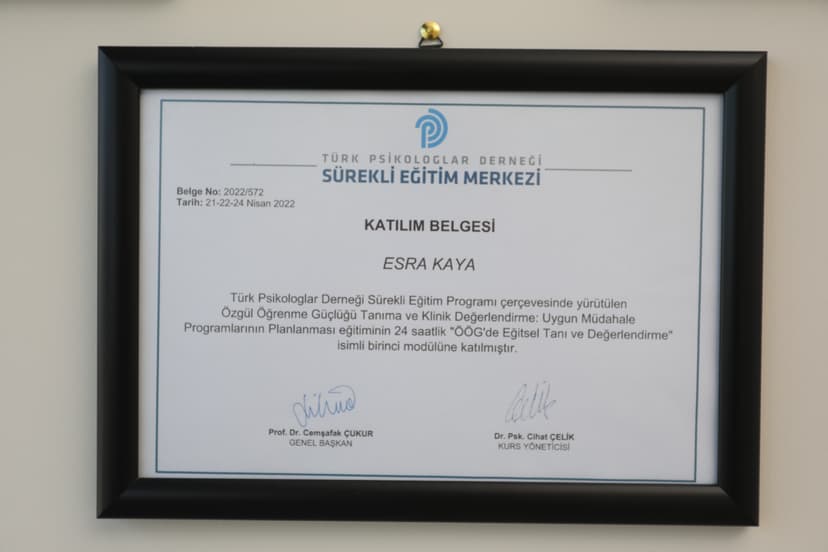 TÜRK PSİKOLOGLAR DERNEĞİ
SÜREKLİ EĞİTİM MERKEZİ
Belge No: 2022/572
Tarih: 21-22-24 Nisan 2022
KATILIM BELGESİ
ESRA KAYA
Türk Psikologlar Derneği Sürekli Eğitim Programı çerçevesinde yürütülen
Özgül Öğrenme Güçlüğü Tanıma ve Klinik Değerlendirme: Uygun Müdahale
Programlarının Planlanması eğitiminin 24 saatlik "ÖÖG'de Eğitsel Tanı ve Değerlendirme"
isimli birinci modülüne katılmıştır.
Prof. Dr. Cemşafak ÇUKUR
GENEL BAŞKAN
Dr. Psk. Cihat ÇELİK
KURS YÖNETİCİSİ